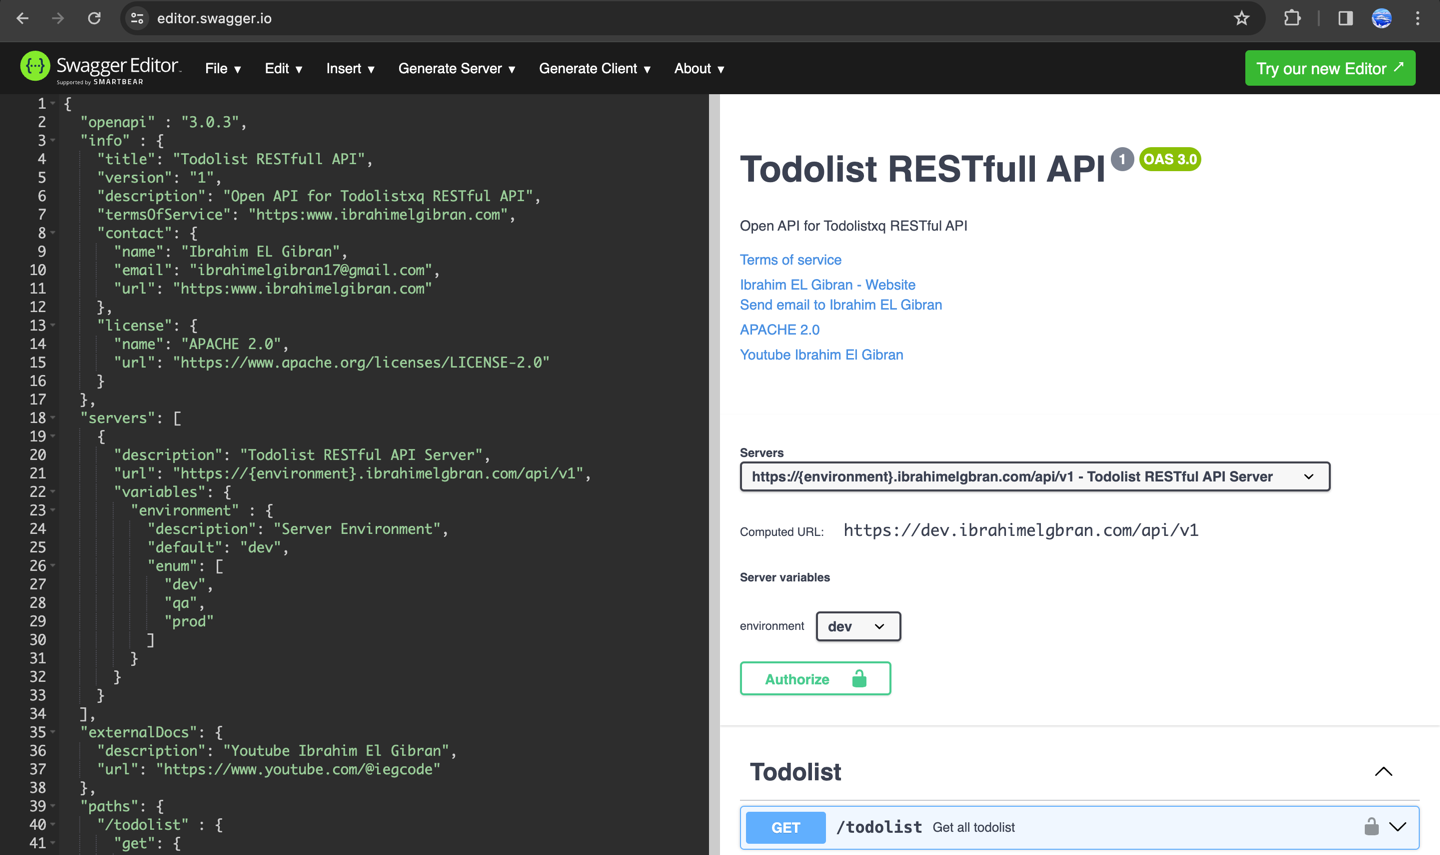 editor.swagger.io
Swagger Editor
Supported by SMARTBEAR
File ▾ Edit ▾ Insert ▾ Generate Server ▾ Generate Client ▾ About ▾
Try our new Editor ↗
1 {
2 "openapi" : "3.0.3",
3 "info" : {
4 "title": "Todolist RESTfull API",
5 "version": "1",
6 "description": "Open API for Todolistxq RESTful API",
7 "termsOfService": "https:www.ibrahimelgibran.com",
8 "contact": {
9 "name": "Ibrahim EL Gibran",
10 "email": "ibrahimelgibran17@gmail.com",
11 "url": "https:www.ibrahimelgibran.com"
12 },
13 "license": {
14 "name": "APACHE 2.0",
15 "url": "https://www.apache.org/licenses/LICENSE-2.0"
16 }
17 },
18 "servers": [
19 {
20 "description": "Todolist RESTful API Server",
21 "url": "https://{environment}.ibrahimelgbran.com/api/v1",
22 "variables": {
23 "environment" : {
24 "description": "Server Environment",
25 "default": "dev",
26 "enum": [
27 "dev",
28 "qa",
29 "prod"
30 ]
31 }
32 }
33 }
34 ],
35 "externalDocs": {
36 "description": "Youtube Ibrahim El Gibran",
37 "url": "https://www.youtube.com/@iegcode"
38 },
39 "paths": {
40 "/todolist" : {
41 "get": {
Todolist RESTfull API 1 OAS 3.0
Open API for Todolistxq RESTful API
Terms of service
Ibrahim EL Gibran - Website
Send email to Ibrahim EL Gibran
APACHE 2.0
Youtube Ibrahim El Gibran
Servers
https://{environment}.ibrahimelgbran.com/api/v1 - Todolist RESTful API Server
Computed URL: https://dev.ibrahimelgbran.com/api/v1
Server variables
environment dev
Authorize
Todolist
GET /todolist Get all todolist